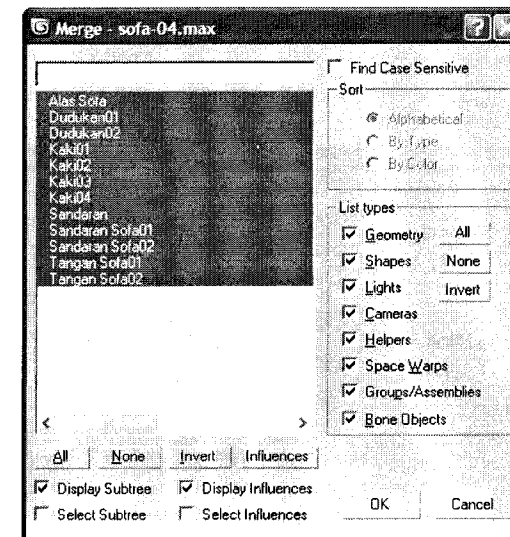 Merge - sofa-04.max
Find Case Sensitive
Sort
Alphabetical
By Type
By Color
Alas Sofa
Dudukan01
Dudukan02
Kaki01
Kaki02
Kaki03
Kaki04
Sandaran
Sandaran Sofa01
Sandaran Sofa02
Tangan Sofa01
Tangan Sofa02
List types
Geometry
All
Shapes
None
Lights
Invert
Cameras
Helpers
Space Warps
Groups/Assemblies
Bone Objects
All
None
Invert
Influences
Display Subtree
Display Influences
Select Subtree
Select Influences
OK
Cancel